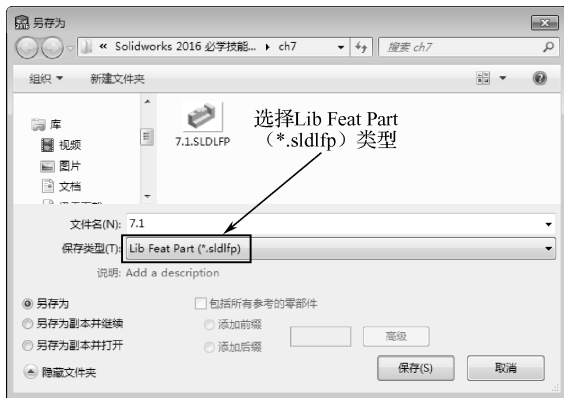 另存为
« Solidworks 2016 必学技能... ▸ ch7
搜索 ch7
组织
新建文件夹
库
视频
图片
文档
7.1.SLDLFP
选择Lib Feat Part
(*.sldlfp) 类型
文件名(N): 7.1
保存类型(T): Lib Feat Part (*.sldlfp)
说明: Add a description
另存为
包括所有参考的零部件
另存为副本并继续
添加前缀
高级
另存为副本并打开
添加后缀
隐藏文件夹
保存(S)
取消